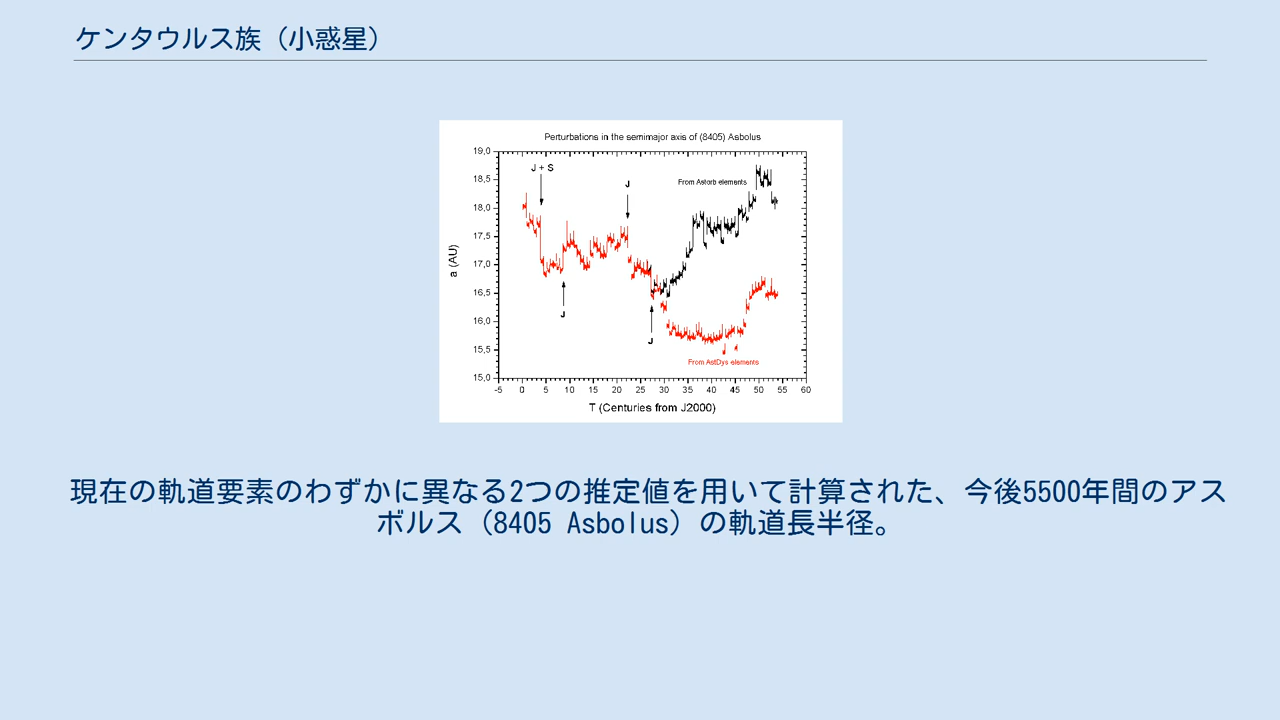 ケンタウルス族（小惑星）
Perturbations in the semimajor axis of (8405) Asbolus
19,0
18,5
18,0
17,5
17,0
16,5
16,0
15,5
15,0
a (AU)
J + S
J
From Astorb elements
J
J
From AstDys elements
-5 0 5 10 15 20 25 30 35 40 45 50 55 60
T (Centuries from J2000)
現在の軌道要素のわずかに異なる2つの推定値を用いて計算された、今後5500年間のアス
ボルス（8405 Asbolus）の軌道長半径。